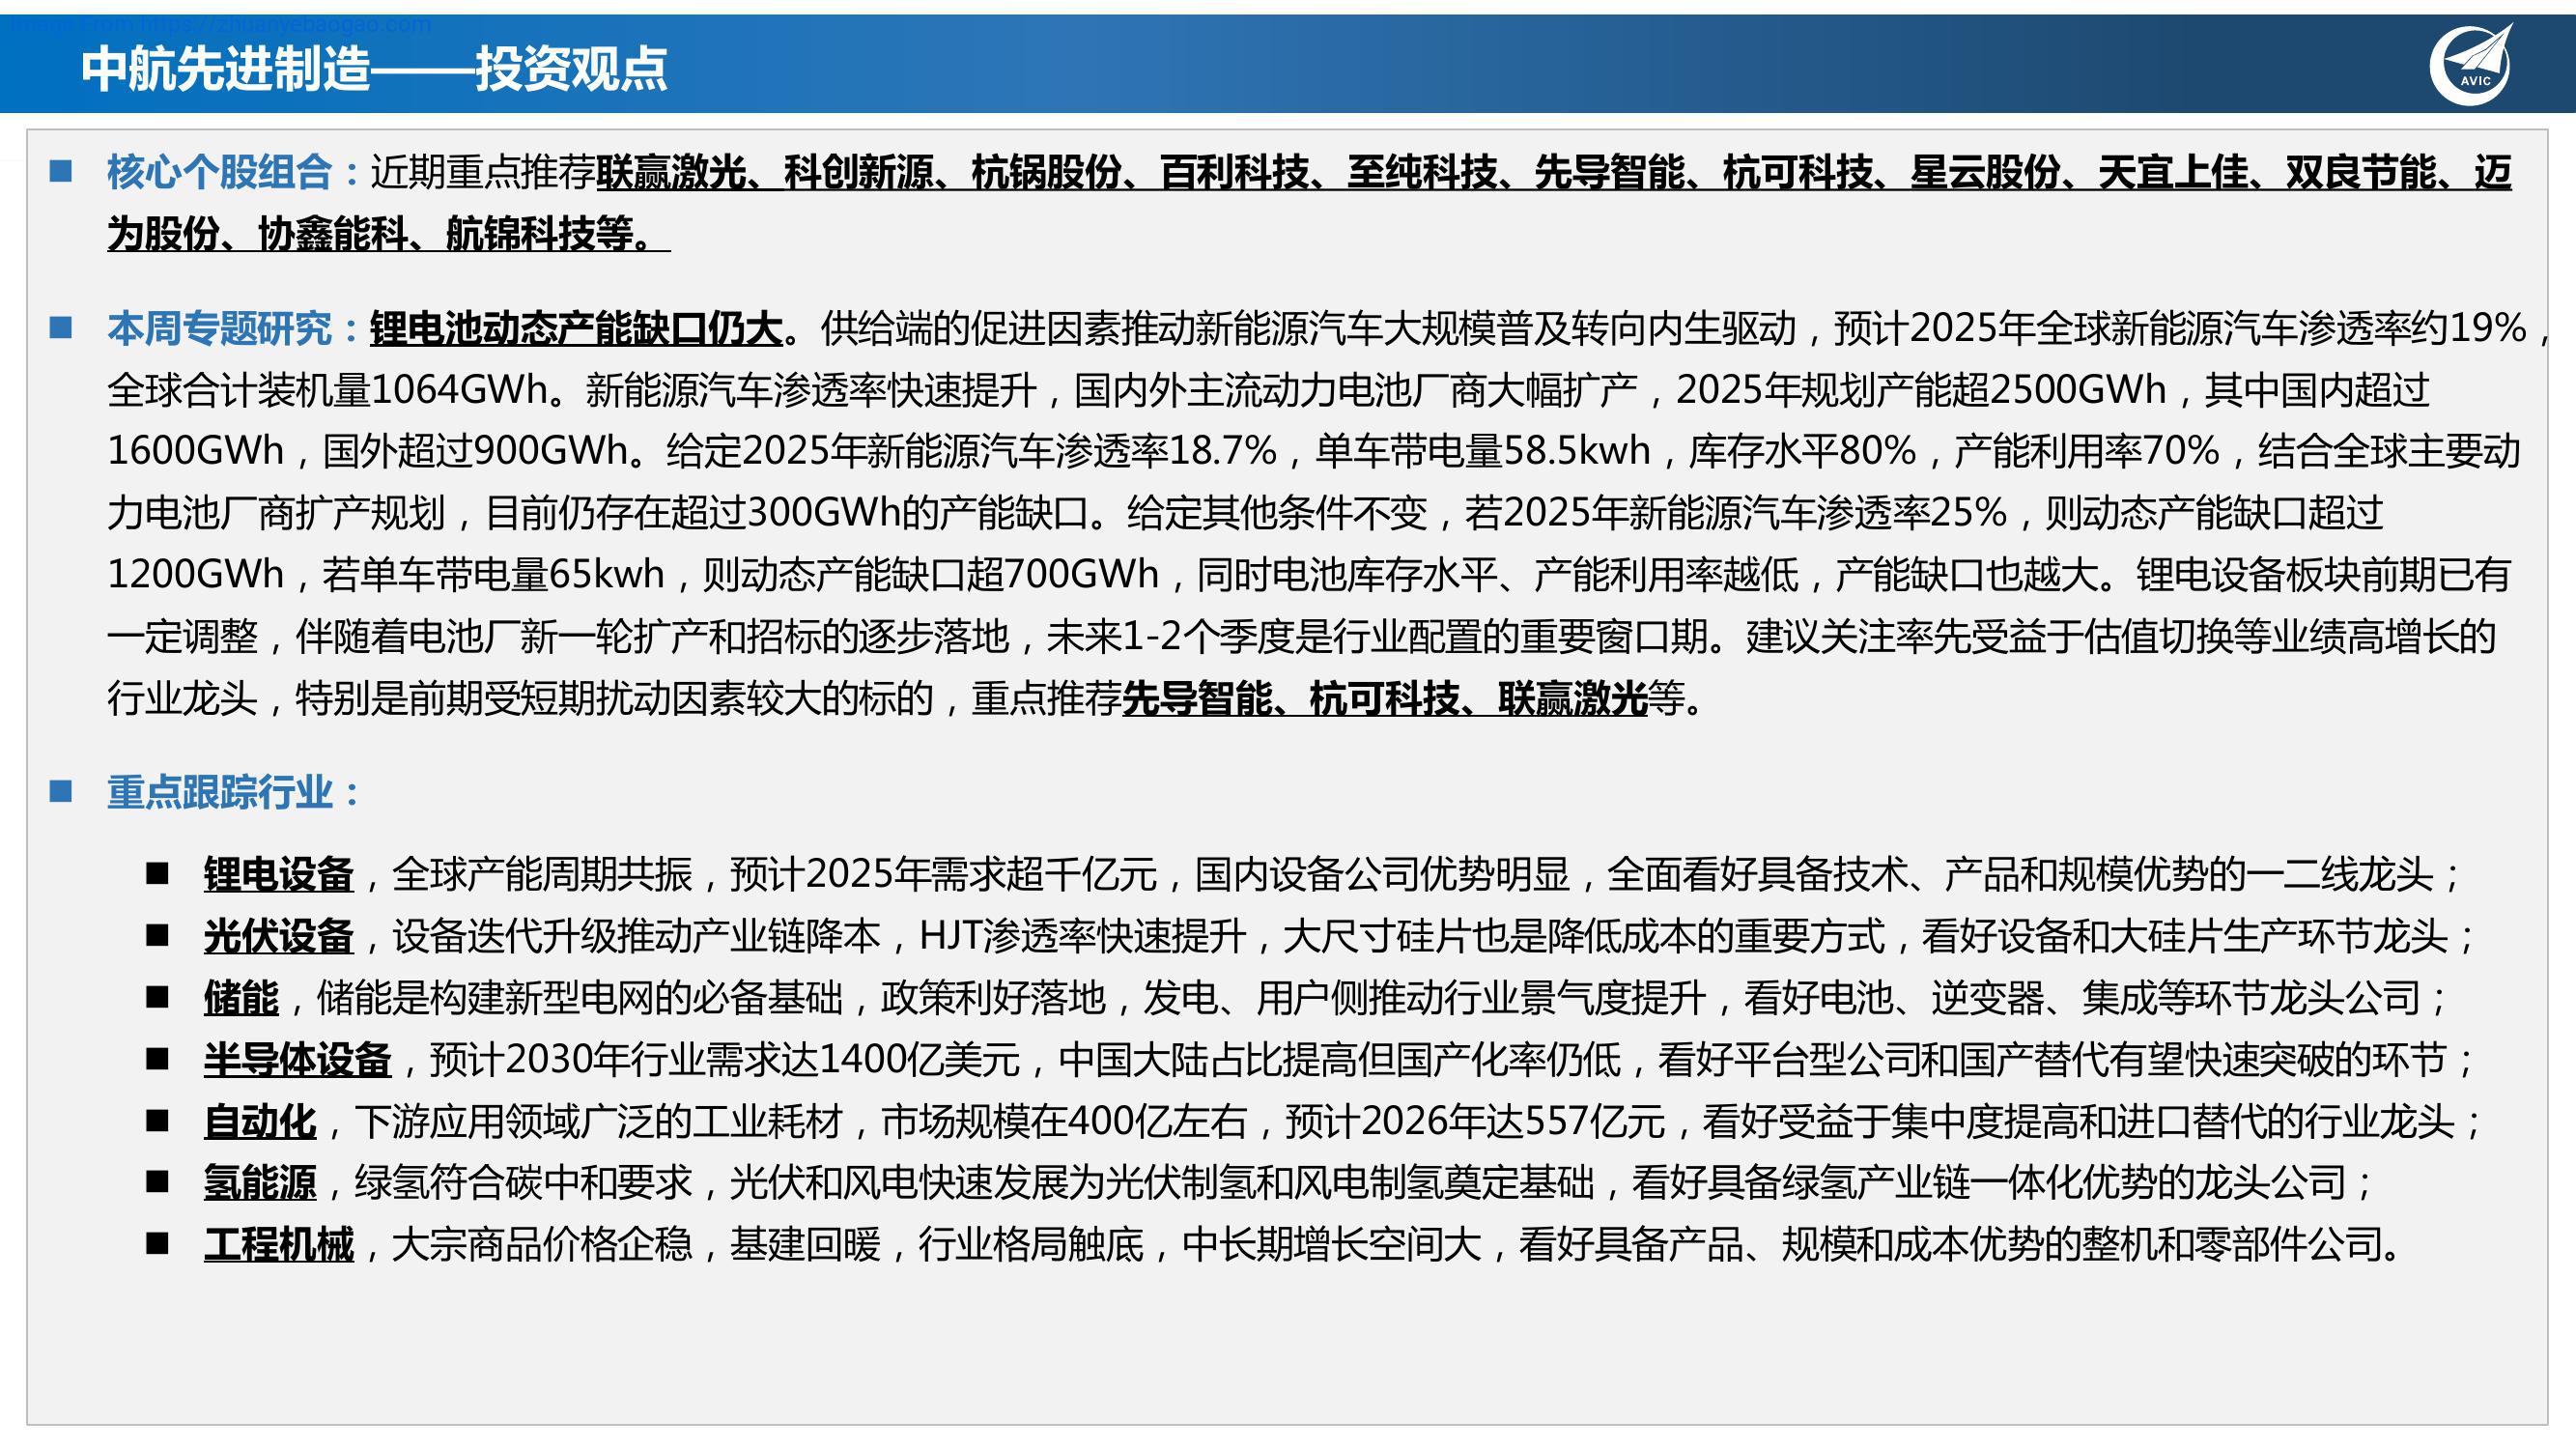 Image From https://zhuanyebaogao.com
中航先进制造——投资观点
AVIC
■ 核心个股组合：近期重点推荐联赢激光、科创新源、杭锅股份、百利科技、至纯科技、先导智能、杭可科技、星云股份、天宜上佳、双良节能、迈
为股份、协鑫能科、航锦科技等。
■ 本周专题研究：锂电池动态产能缺口仍大。供给端的促进因素推动新能源汽车大规模普及转向内生驱动，预计2025年全球新能源汽车渗透率约19%，
全球合计装机量1064GWh。新能源汽车渗透率快速提升，国内外主流动力电池厂商大幅扩产，2025年规划产能超2500GWh，其中国内超过
1600GWh，国外超过900GWh。给定2025年新能源汽车渗透率18.7%，单车带电量58.5kwh，库存水平80%，产能利用率70%，结合全球主要动
力电池厂商扩产规划，目前仍存在超过300GWh的产能缺口。给定其他条件不变，若2025年新能源汽车渗透率25%，则动态产能缺口超过
1200GWh，若单车带电量65kwh，则动态产能缺口超700GWh，同时电池库存水平、产能利用率越低，产能缺口也越大。锂电设备板块前期已有
一定调整，伴随着电池厂新一轮扩产和招标的逐步落地，未来1-2个季度是行业配置的重要窗口期。建议关注率先受益于估值切换等业绩高增长的
行业龙头，特别是前期受短期扰动因素较大的标的，重点推荐先导智能、杭可科技、联赢激光等。
■ 重点跟踪行业：
■ 锂电设备，全球产能周期共振，预计2025年需求超千亿元，国内设备公司优势明显，全面看好具备技术、产品和规模优势的一二线龙头；
■ 光伏设备，设备迭代升级推动产业链降本，HJT渗透率快速提升，大尺寸硅片也是降低成本的重要方式，看好设备和大硅片生产环节龙头；
■ 储能，储能是构建新型电网的必备基础，政策利好落地，发电、用户侧推动行业景气度提升，看好电池、逆变器、集成等环节龙头公司；
■ 半导体设备，预计2030年行业需求达1400亿美元，中国大陆占比提高但国产化率仍低，看好平台型公司和国产替代有望快速突破的环节；
■ 自动化，下游应用领域广泛的工业耗材，市场规模在400亿左右，预计2026年达557亿元，看好受益于集中度提高和进口替代的行业龙头；
■ 氢能源，绿氢符合碳中和要求，光伏和风电快速发展为光伏制氢和风电制氢奠定基础，看好具备绿氢产业链一体化优势的龙头公司；
■ 工程机械，大宗商品价格企稳，基建回暖，行业格局触底，中长期增长空间大，看好具备产品、规模和成本优势的整机和零部件公司。